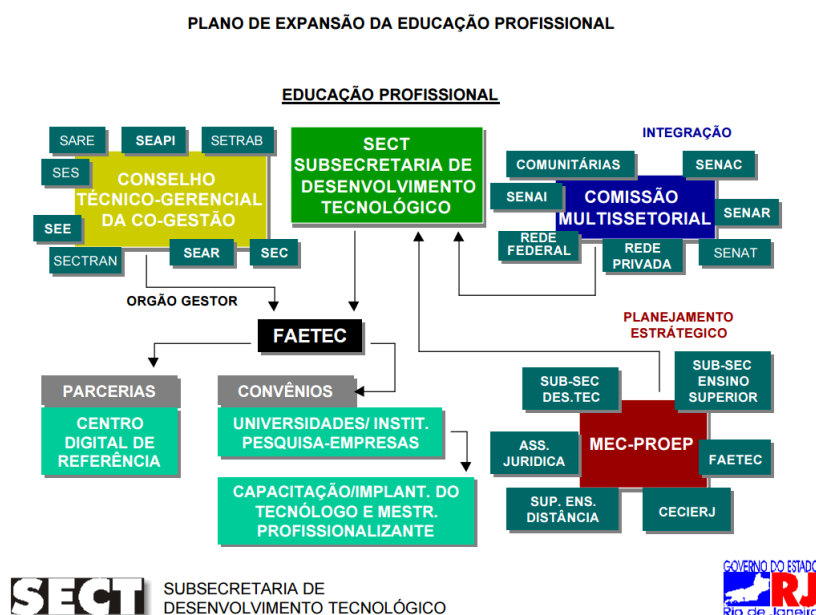 PLANO DE EXPANSÃO DA EDUCAÇÃO PROFISSIONAL
EDUCAÇÃO PROFISSIONAL
SARE
SEAPI
SETRAB
SES
CONSELHO
TÉCNICO-GERENCIAL
DA CO-GESTÃO
SEE
SECTRAN
SEAR
SEC
SECT
SUBSECRETARIA DE
DESENVOLVIMENTO
TECNOLÓGICO
INTEGRAÇÃO
COMUNITÁRIAS
SENAC
SENAI
COMISSÃO
MULTISSETORIAL
SENAR
REDE
FEDERAL
REDE
PRIVADA
SENAT
ORGÃO GESTOR
FAETEC
PARCERIAS
CENTRO
DIGITAL DE
REFERÊNCIA
CONVÊNIOS
UNIVERSIDADES/ INSTIT.
PESQUISA-EMPRESAS
CAPACITAÇÃO/IMPLANT. DO
TECNÓLOGO E MESTR.
PROFISSIONALIZANTE
PLANEJAMENTO
ESTRÁTEGICO
SUB-SEC
DES.TEC
SUB-SEC
ENSINO
SUPERIOR
ASS.
JURIDICA
MEC-PROEP
FAETEC
SUP. ENS.
DISTÂNCIA
CECIERJ
SECT
SUBSECRETARIA DE
DESENVOLVIMENTO TECNOLÓGICO
GOVERNO DO ESTADO
RJ
Rio de Janeiro